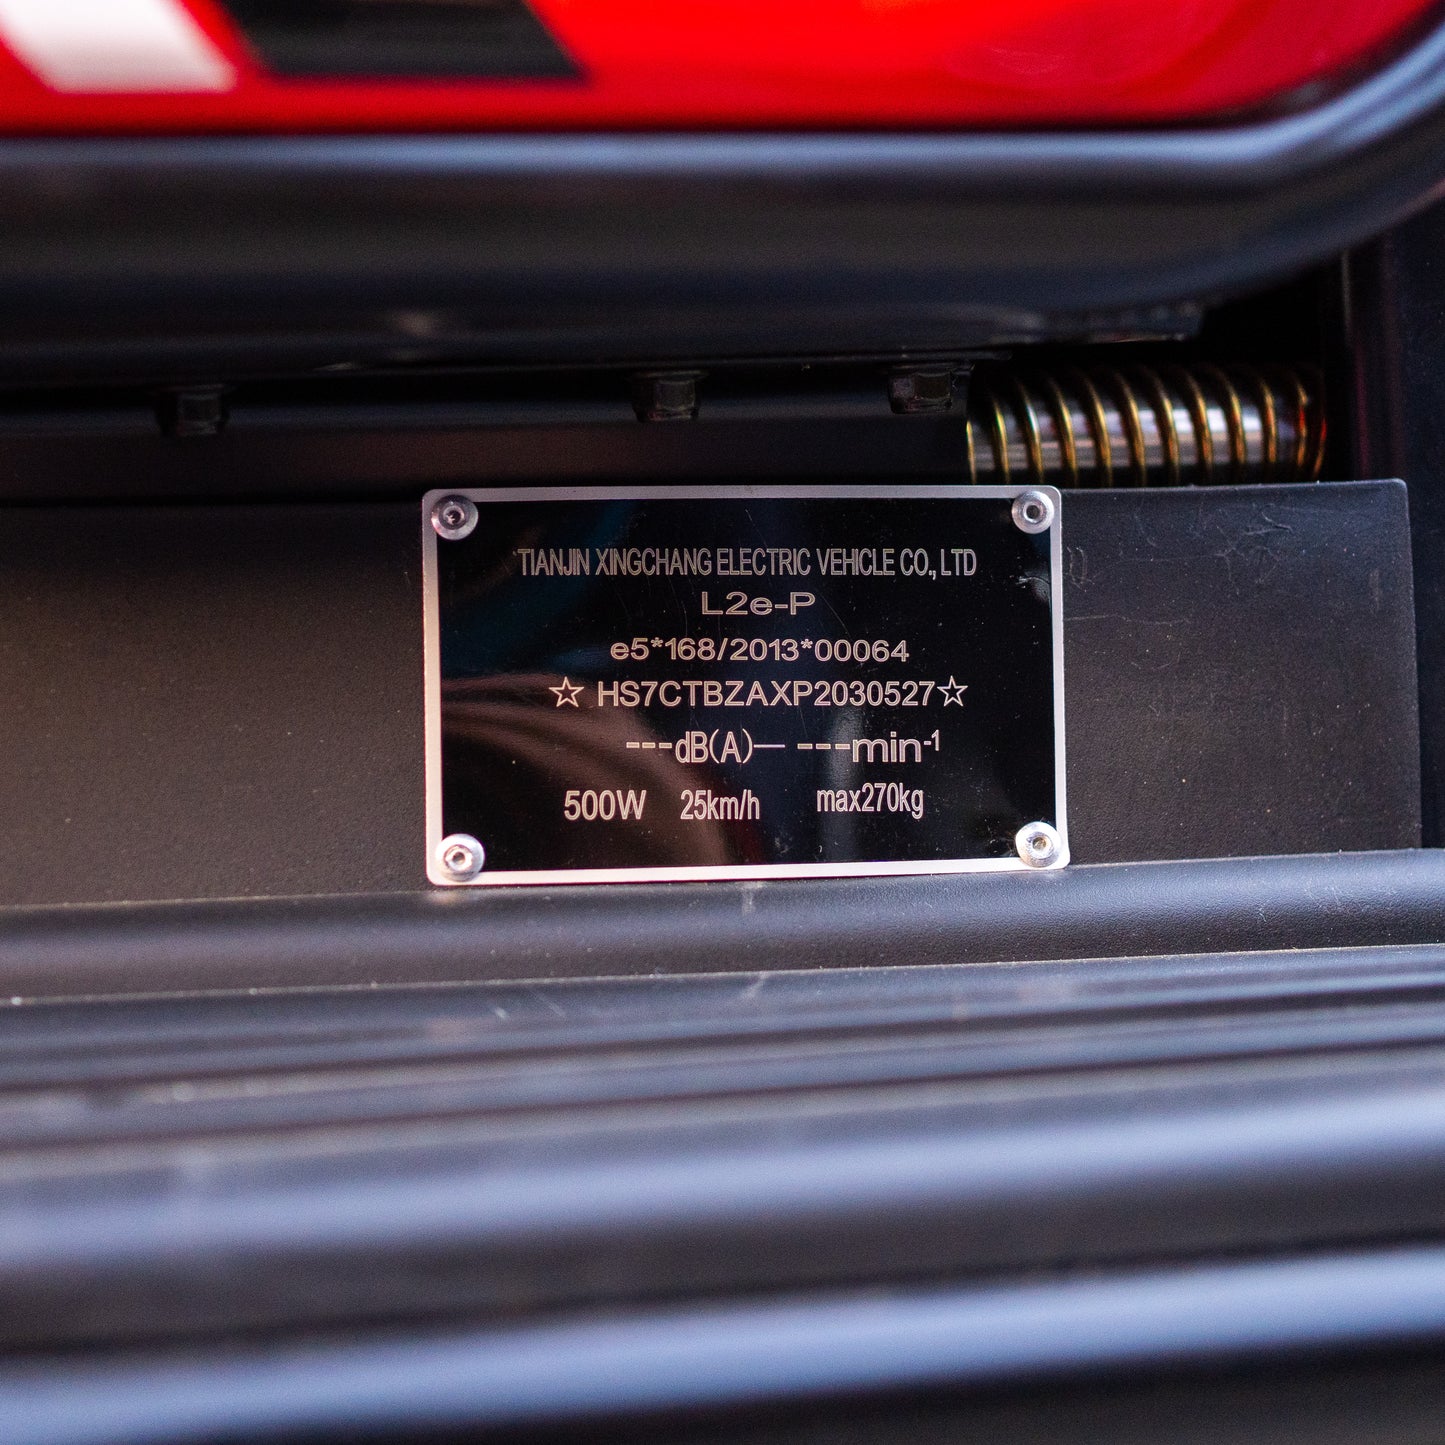 TIANJIN XINGCHANG ELECTRIC VEHICLE CO., LTD
L2e-P
e5*168/2013*00064
☆ HS7CTBZAXP2030527☆
---dB(A)— ---min-1
500W 25km/h max270kg